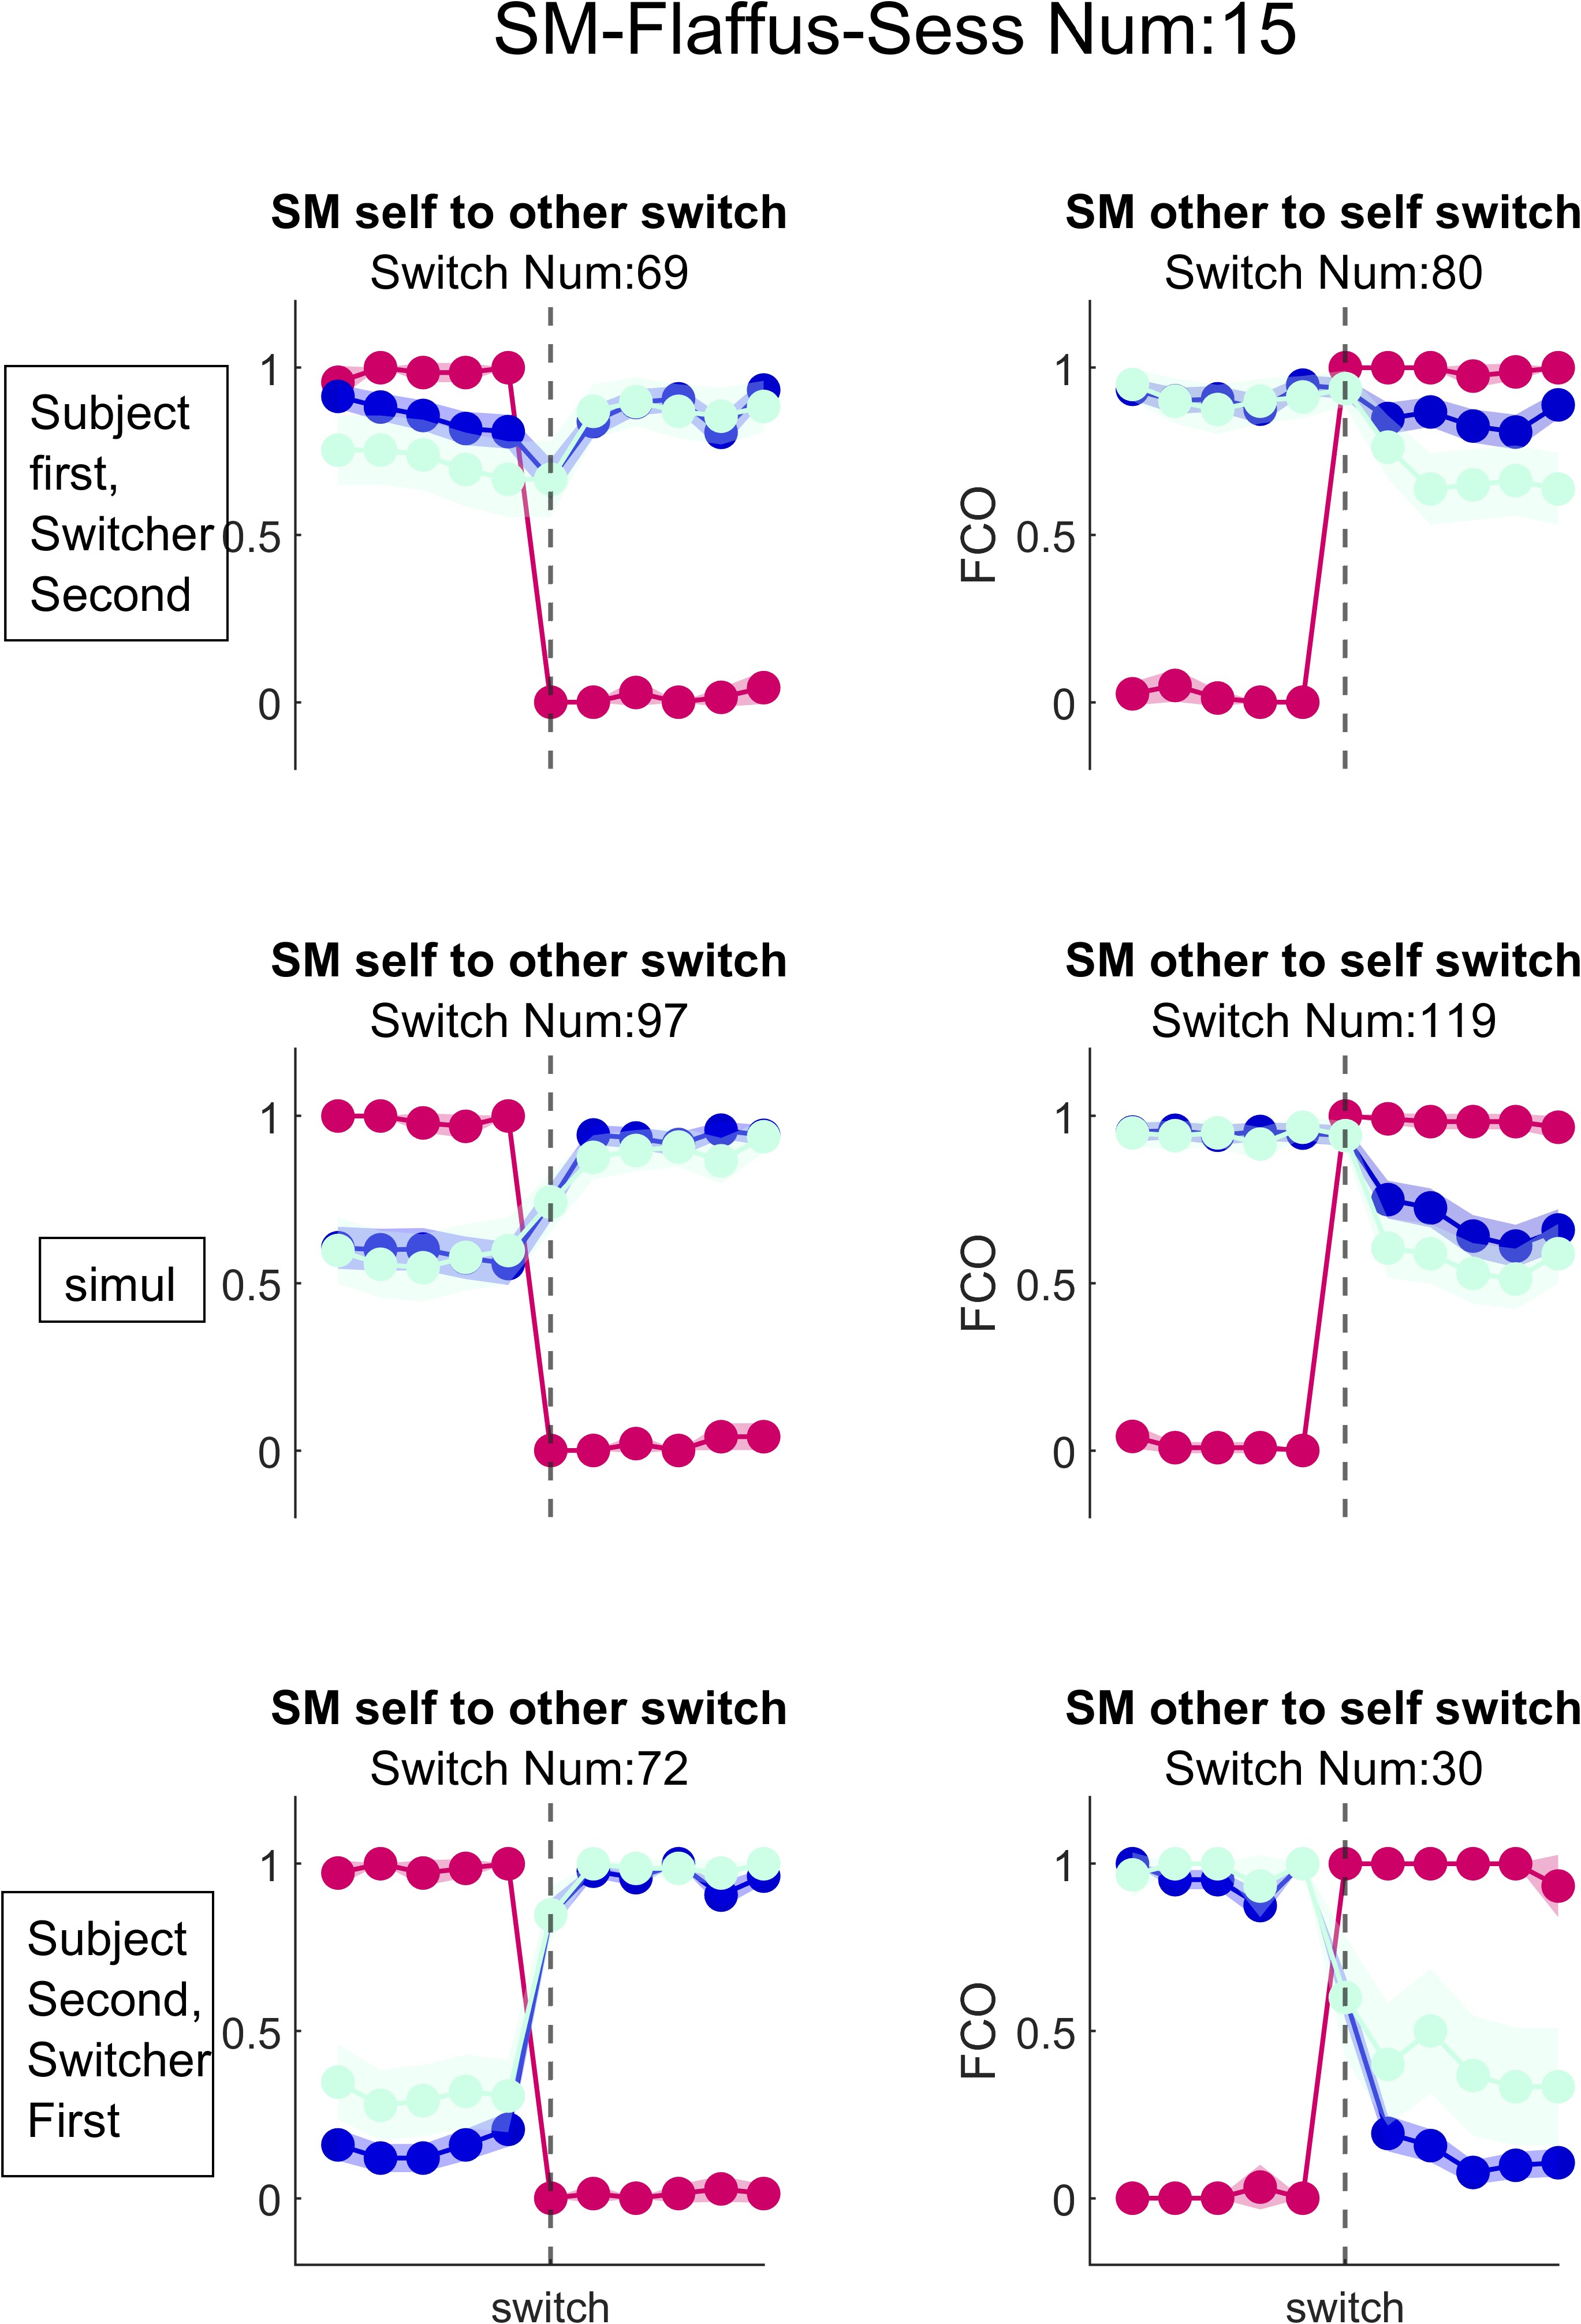 SM-Flaffus-Sess Num:15
SM self to other switch
Switch Num:69
SM other to self switch
Switch Num:80
Subject
first,
Switcher
Second
1
0.5
0
FCO
1
0.5
0
SM self to other switch
Switch Num:97
SM other to self switch
Switch Num:119
simul
1
0.5
0
FCO
1
0.5
0
SM self to other switch
Switch Num:72
SM other to self switch
Switch Num:30
Subject
Second,
Switcher
First
1
0.5
0
FCO
1
0.5
0
switch
switch